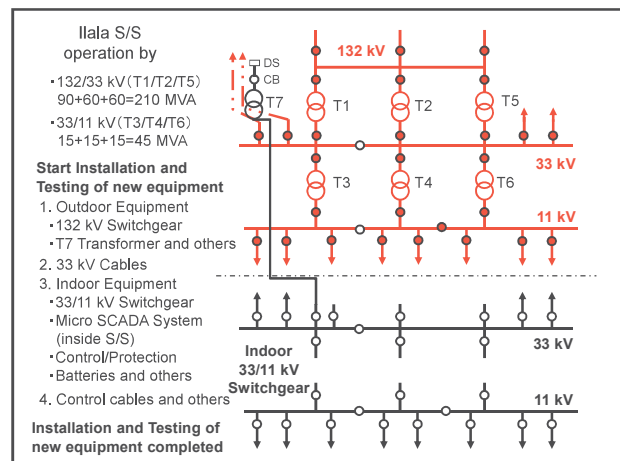 Ilala S/S
operation by
・132/33 kV(T1/T2/T5)
90+60+60=210 MVA
・33/11 kV(T3/T4/T6)
15+15+15=45 MVA
Start Installation and
Testing of new equipment
1. Outdoor Equipment
・132 kV Switchgear
・T7 Transformer and others
2. 33 kV Cables
3. Indoor Equipment
・33/11 kV Switchgear
・Micro SCADA System
(inside S/S)
・Control/Protection
・Batteries and others
4. Control cables and others
Installation and Testing of
new equipment completed
132 kV
DS
CB
T7
T1
T2
T5
33 kV
T3
T4
T6
11 kV
33 kV
Indoor
33/11 kV
Switchgear
11 kV